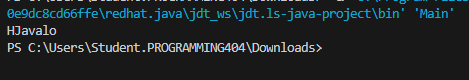 0e9dc8cd66ffe\redhat.java\jdt_ws\jdt.ls-java-project\bin' 'Main'
HJavalo
PS C:\Users\Student.PROGRAMMING404\Downloads>